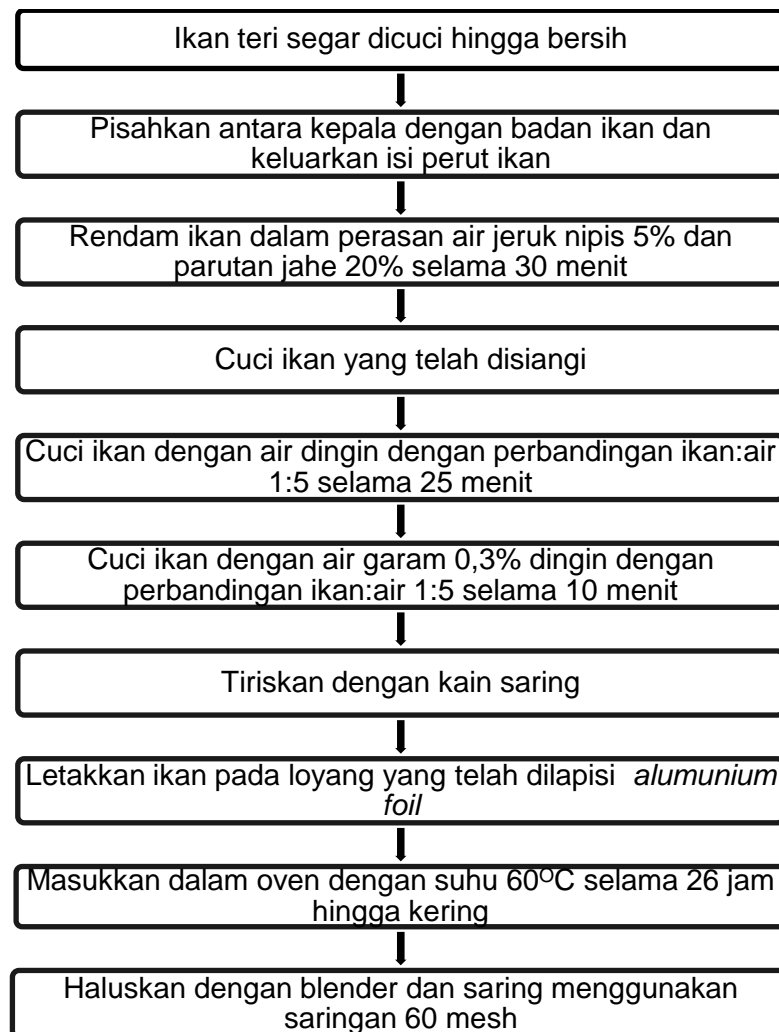 Ikan teri segar dicuci hingga bersih
Pisahkan antara kepala dengan badan ikan dan
keluarkan isi perut ikan
Rendam ikan dalam perasan air jeruk nipis 5% dan
parutan jahe 20% selama 30 menit
Cuci ikan yang telah disiangi
Cuci ikan dengan air dingin dengan perbandingan ikan:air
1:5 selama 25 menit
Cuci ikan dengan air garam 0,3% dingin dengan
perbandingan ikan:air 1:5 selama 10 menit
Tiriskan dengan kain saring
Letakkan ikan pada loyang yang telah dilapisi alumunium
foil
Masukkan dalam oven dengan suhu 60ᴼC selama 26 jam
hingga kering
Haluskan dengan blender dan saring menggunakan
saringan 60 mesh